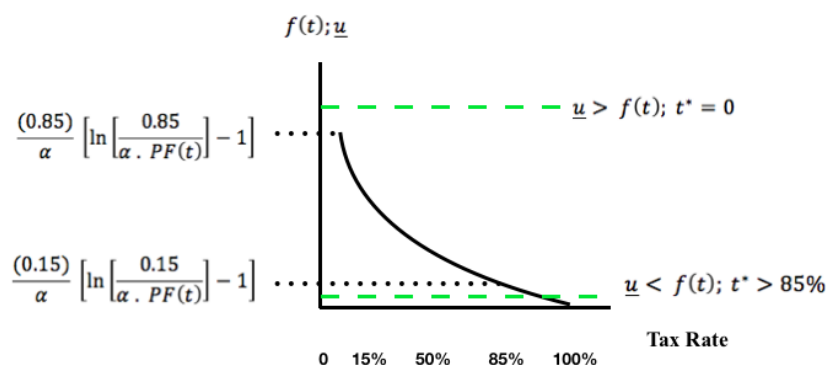 f(t); u
(0.85)/α [ln[0.85/(α . PF(t))] − 1]
u > f(t); t* = 0
(0.15)/α [ln[0.15/(α . PF(t))] − 1]
u < f(t); t* > 85%
Tax Rate
0 15% 50% 85% 100%